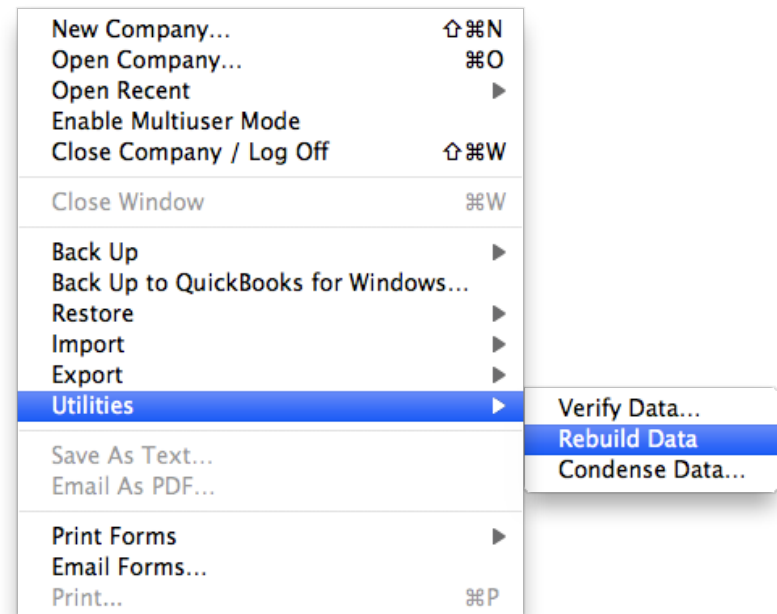 New Company... ⇧⌘N
Open Company... ⌘O
Open Recent ▶
Enable Multiuser Mode
Close Company / Log Off ⇧⌘W
Close Window ⌘W
Back Up ▶
Back Up to QuickBooks for Windows...
Restore ▶
Import ▶
Export ▶
Utilities ▶
Verify Data...
Rebuild Data
Condense Data...
Save As Text...
Email As PDF...
Print Forms ▶
Email Forms...
Print... ⌘P